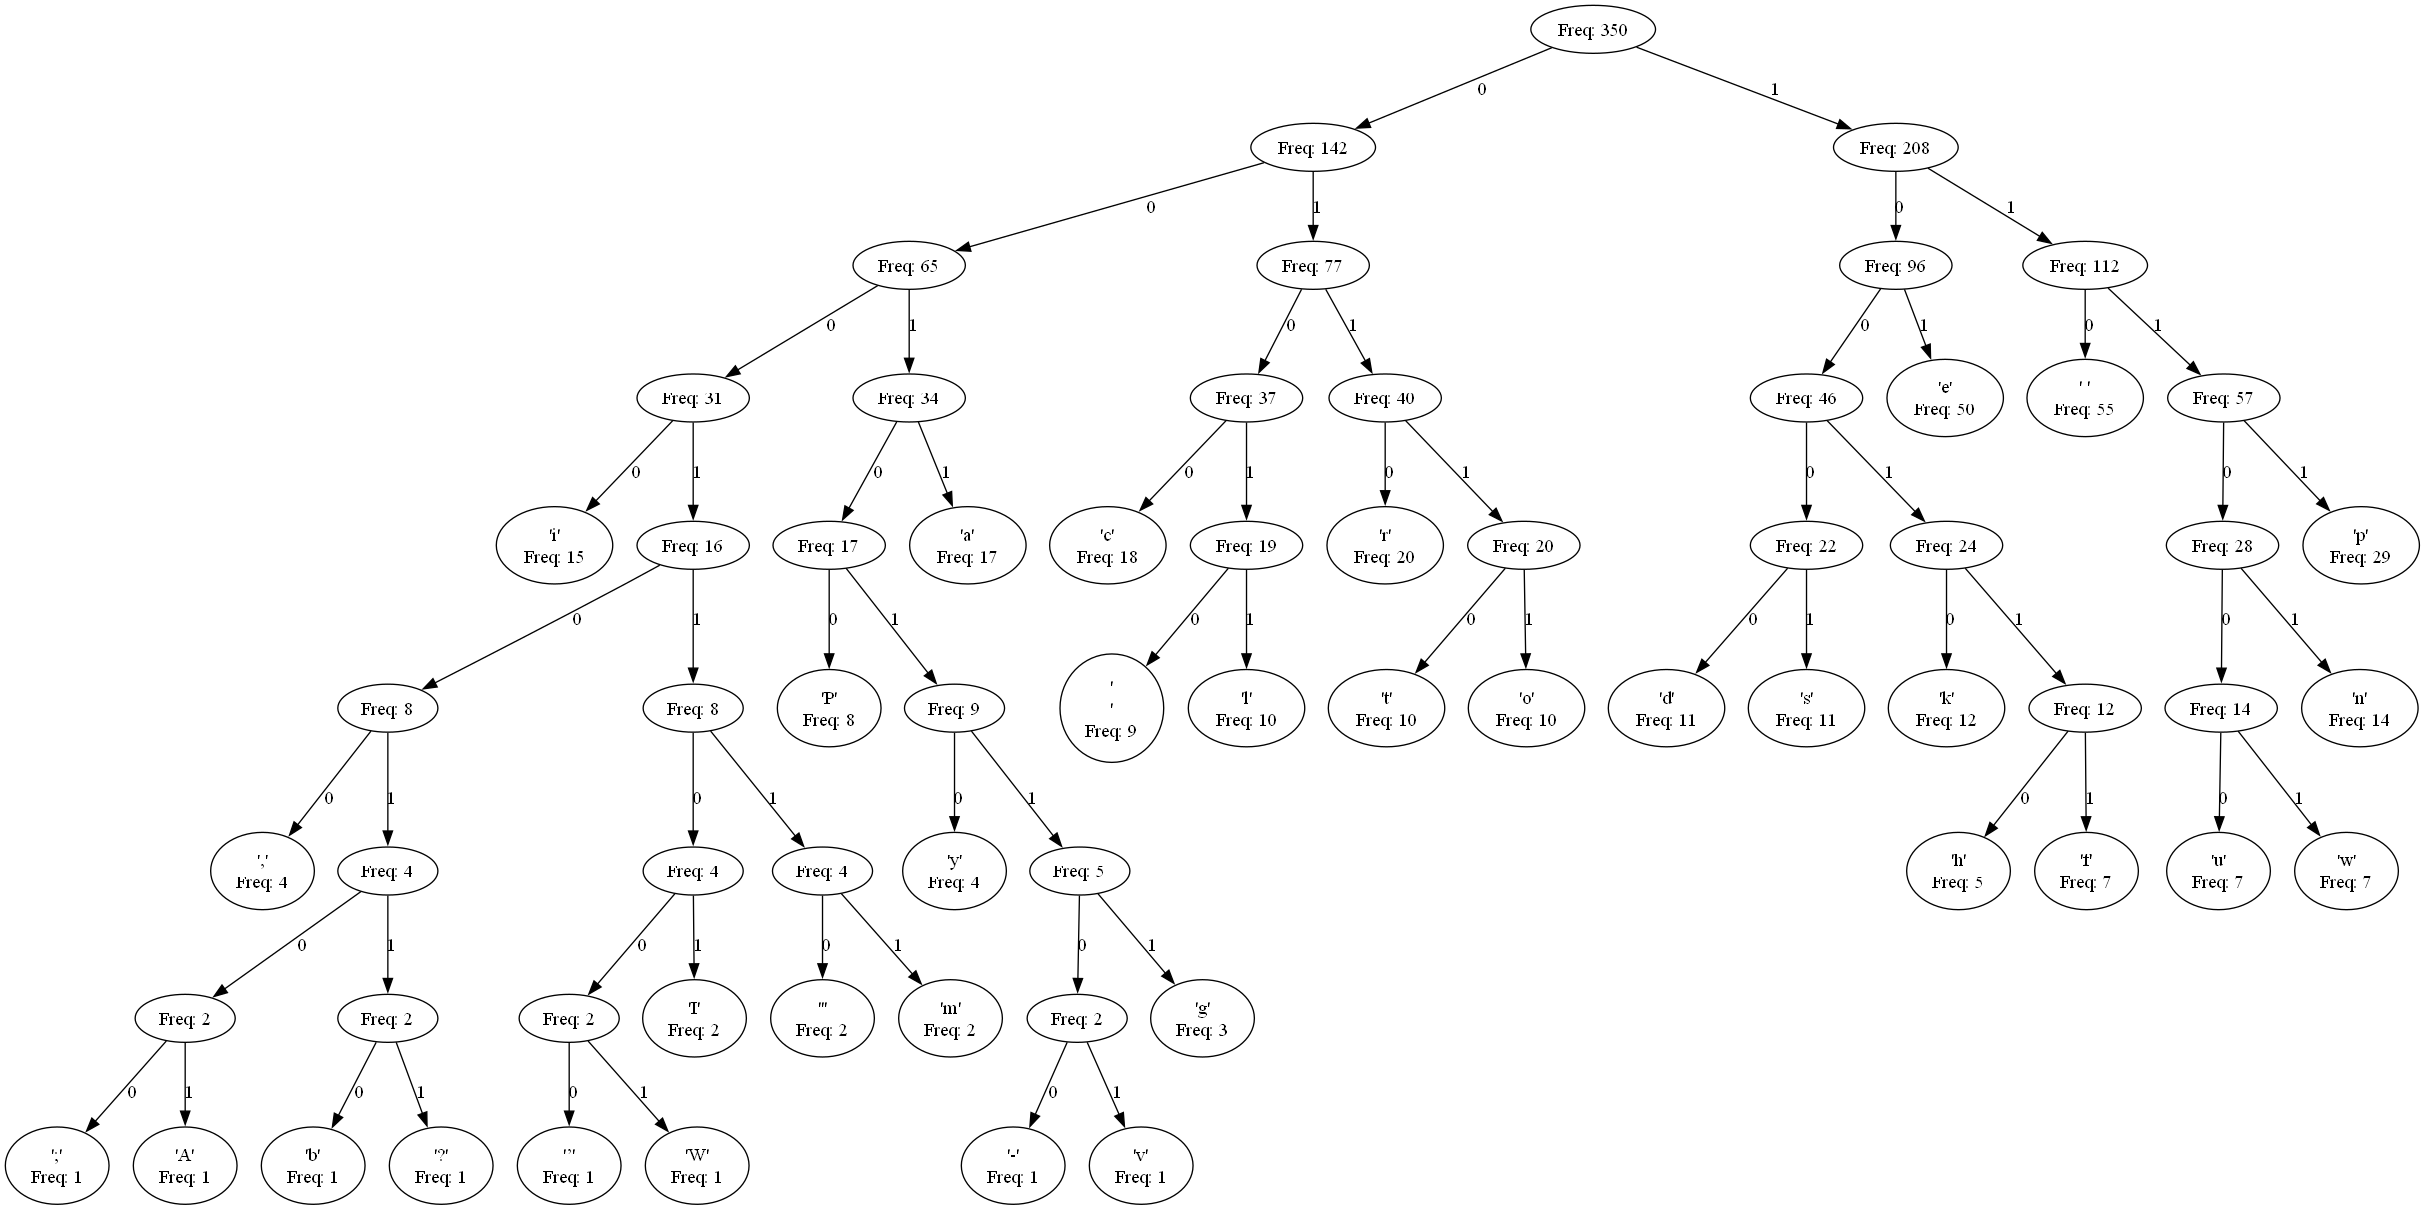 Freq: 350
0
1
Freq: 142
Freq: 208
0
1
0
1
Freq: 65
Freq: 77
Freq: 96
Freq: 112
0
1
0
1
0
1
0
1
Freq: 31
Freq: 34
Freq: 37
Freq: 40
Freq: 46
'e'
Freq: 50
' '
Freq: 55
Freq: 57
0
1
0
1
0
1
0
1
0
1
0
1
'i'
Freq: 15
Freq: 16
Freq: 17
'a'
Freq: 17
'c'
Freq: 18
Freq: 19
'r'
Freq: 20
Freq: 20
Freq: 22
Freq: 24
Freq: 28
'p'
Freq: 29
0
1
0
1
0
1
0
1
0
1
0
1
0
1
Freq: 8
Freq: 8
'P'
Freq: 8
Freq: 9
'
'
Freq: 9
'l'
Freq: 10
't'
Freq: 10
'o'
Freq: 10
'd'
Freq: 11
's'
Freq: 11
'k'
Freq: 12
Freq: 12
Freq: 14
'n'
Freq: 14
0
1
0
1
0
1
0
1
0
1
','
Freq: 4
Freq: 4
Freq: 4
Freq: 4
'y'
Freq: 4
Freq: 5
'h'
Freq: 5
'f'
Freq: 7
'u'
Freq: 7
'w'
Freq: 7
0
1
0
1
0
1
0
1
Freq: 2
Freq: 2
Freq: 2
'I'
Freq: 2
'''
Freq: 2
'm'
Freq: 2
Freq: 2
'g'
Freq: 3
0
1
0
1
0
1
0
1
';'
Freq: 1
'A'
Freq: 1
'b'
Freq: 1
'?'
Freq: 1
'’'
Freq: 1
'W'
Freq: 1
'-'
Freq: 1
'v'
Freq: 1